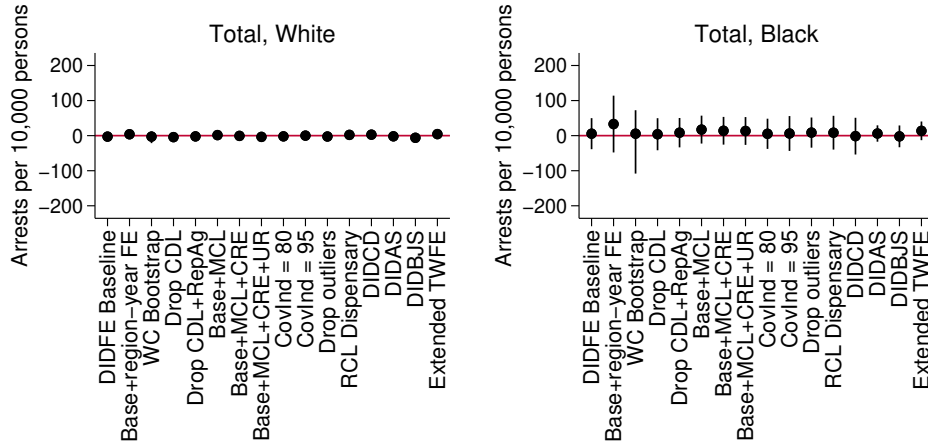 Total, White
Arrests per 10,000 persons
200
100
0
−100
−200
DIDFE Baseline
Base+region−year FE
WC Bootstrap
Drop CDL
Drop CDL+RepAg
Base+MCL
Base+MCL+CRE
Base+MCL+CRE+UR
CovInd = 80
CovInd = 95
Drop outliers
RCL Dispensary
DIDCD
DIDAS
DIDBJS
Extended TWFE
Total, Black
Arrests per 10,000 persons
200
100
0
−100
−200
DIDFE Baseline
Base+region−year FE
WC Bootstrap
Drop CDL
Drop CDL+RepAg
Base+MCL
Base+MCL+CRE
Base+MCL+CRE+UR
CovInd = 80
CovInd = 95
Drop outliers
RCL Dispensary
DIDCD
DIDAS
DIDBJS
Extended TWFE